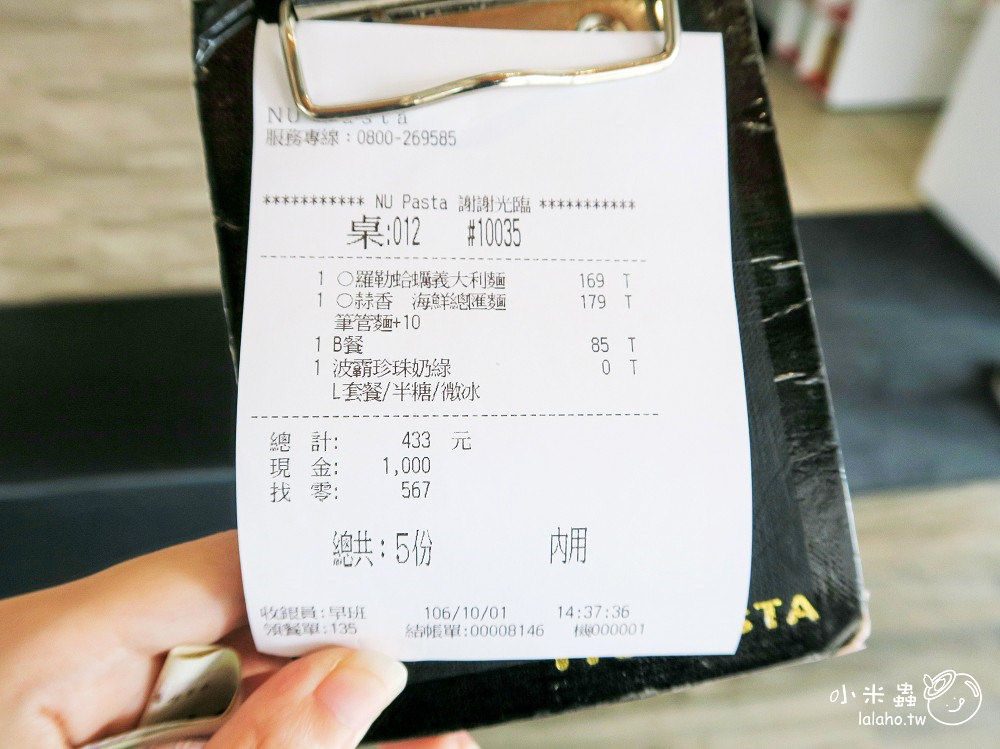 NU Pasta
服務專線：0800-269585
*********** NU Pasta 謝謝光臨 ***********
桌:012 #10035
1 ○羅勒蛤蠣義大利麵 169 T
1 ○蒜香 海鮮總匯麵 179 T
筆管麵+10
1 B餐 85 T
1 波霸珍珠奶綠 0 T
L套餐/半糖/微冰
總 計: 433 元
現 金: 1,000
找 零: 567
總共：5份 內用
收銀員:早班 106/10/01 14:37:36
領餐單:135 結帳單:00008146 機000001
STA
小米蟲
lalaho.tw